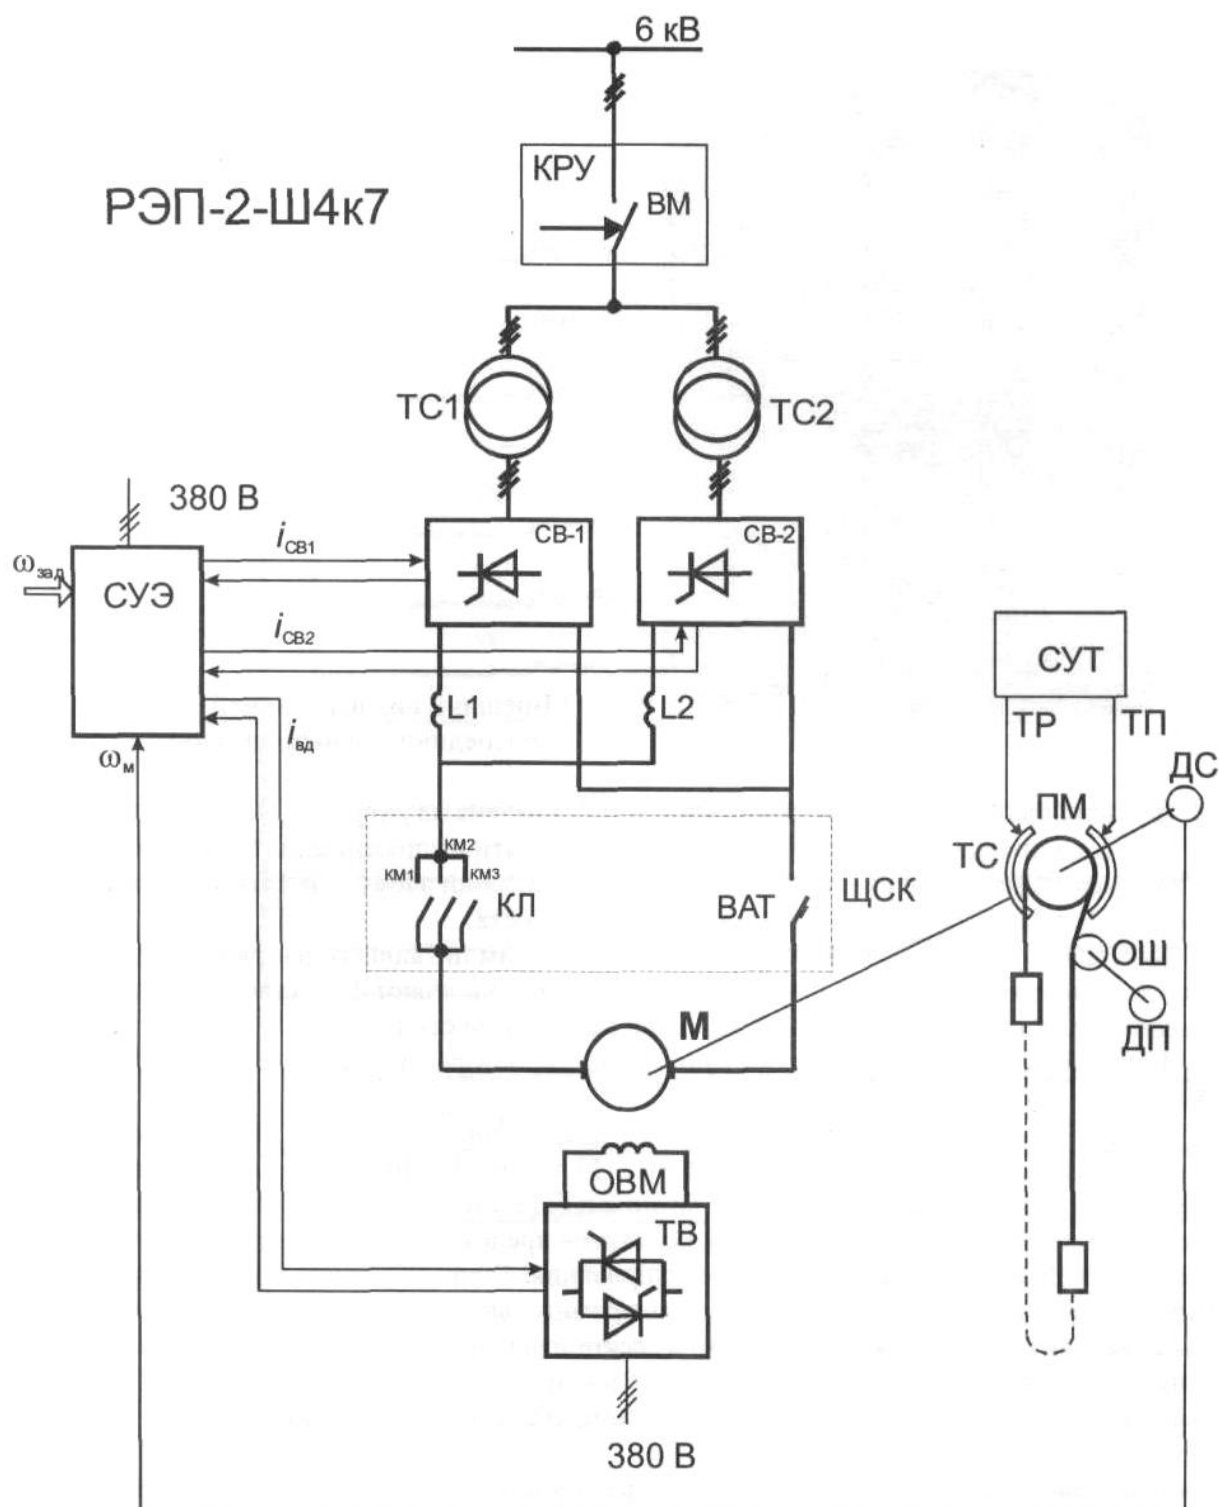 6 кВ
КРУ
ВМ
РЭП-2-Ш4к7
ТС1
ТС2
380 В
СВ-1
СВ-2
iСВ1
ωзад
СУЭ
iСВ2
СУТ
L1
L2
ТР
ТП
iвд
ωм
ДС
ПМ
КМ2
ТС
КМ1
КМ3
КЛ
ВАТ
ЩСК
ОШ
М
ДП
ОВМ
ТВ
380 В